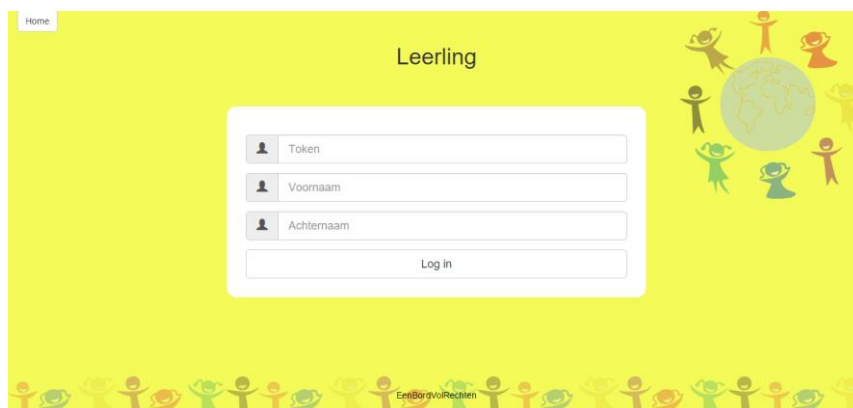 Home
Leerling
Token
Voornaam
Achternaam
Log in
EenBordVolRechten